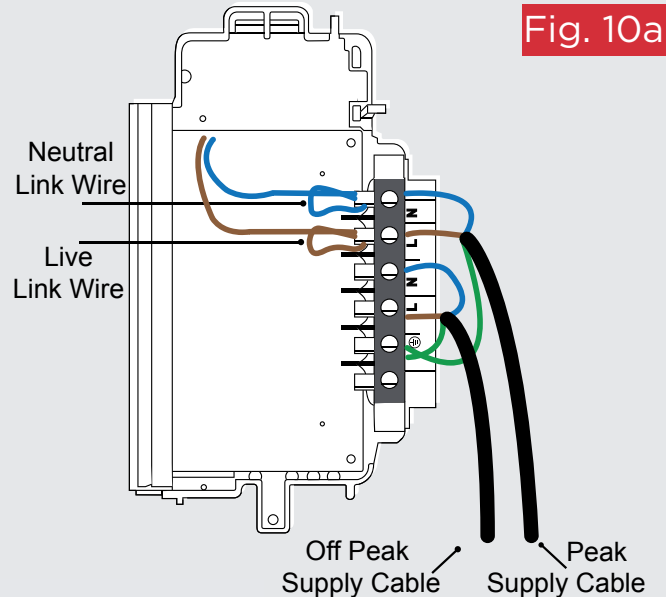 Fig. 10a
Neutral
Link Wire
Live
Link Wire
N
L
N
L
Off Peak
Supply Cable
Peak
Supply Cable